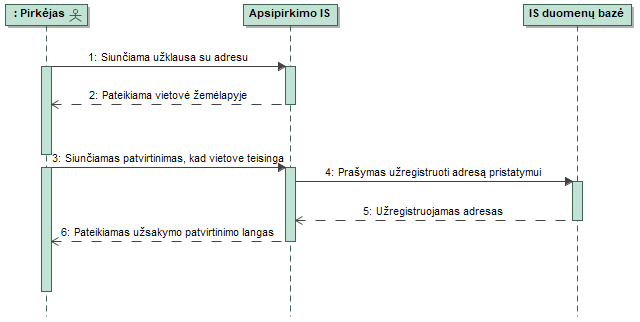 : Pirkėjas
Apsipirkimo IS
IS duomenų bazė
1: Siunčiama užklausa su adresu
2: Pateikiama vietovė žemėlapyje
3: Siunčiamas patvirtinimas, kad vietove teisinga
4: Prašymas užregistruoti adresą pristatymui
5: Užregistruojamas adresas
6: Pateikiamas užsakymo patvirtinimo langas